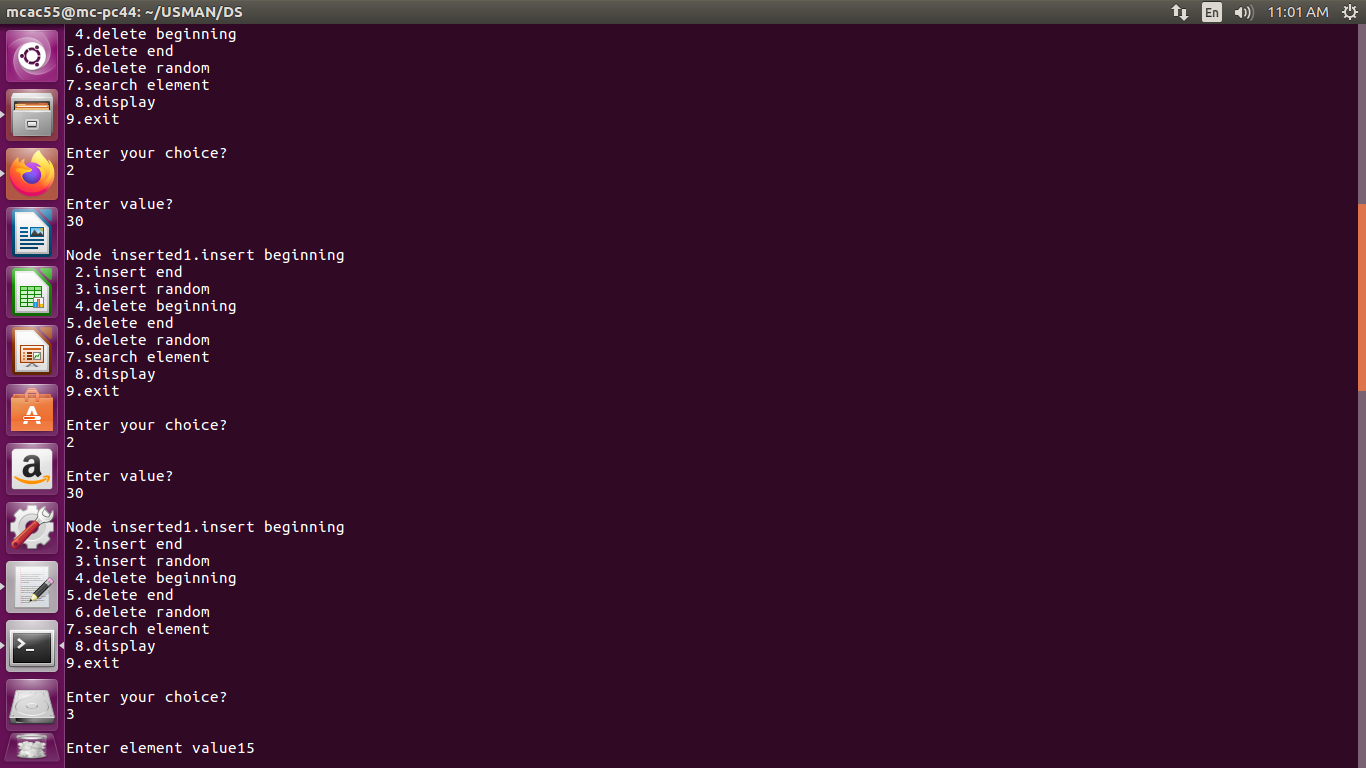 mcac55@mc-pc44: ~/USMAN/DS
En
11:01 AM
4.delete beginning
5.delete end
6.delete random
7.search element
8.display
9.exit
Enter your choice?
2
Enter value?
30
Node inserted1.insert beginning
2.insert end
3.insert random
4.delete beginning
5.delete end
6.delete random
7.search element
8.display
9.exit
Enter your choice?
2
Enter value?
30
Node inserted1.insert beginning
2.insert end
3.insert random
4.delete beginning
5.delete end
6.delete random
7.search element
8.display
9.exit
Enter your choice?
3
Enter element value15